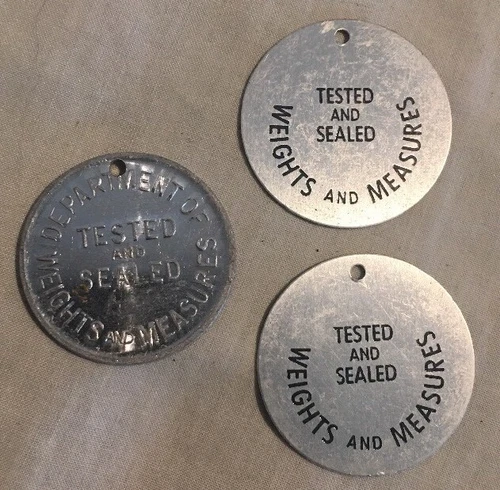 DEPARTMENT OF
TESTED
AND
SEALED
WEIGHTS AND MEASURES
TESTED
AND
SEALED
WEIGHTS AND MEASURES
TESTED
AND
SEALED
WEIGHTS AND MEASURES